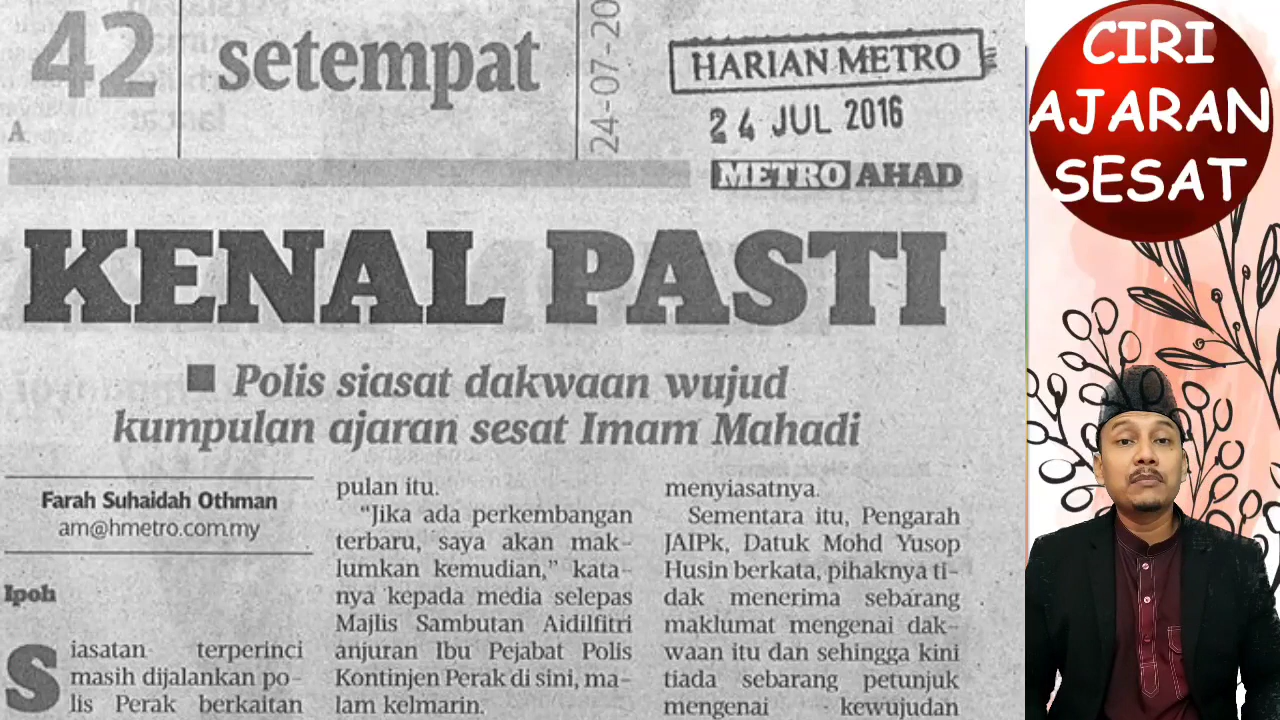 42
setempat
24-07-20
HARIAN METRO
24 JUL 2016
A
METRO AHAD
KENAL PASTI
■ Polis siasat dakwaan wujud
kumpulan ajaran sesat Imam Mahadi
Farah Suhaidah Othman
am@hmetro.com.my
Ipoh
Siasatan terperinci
masih dijalankan po-
lis Perak berkaitan
pulan itu.
“Jika ada perkembangan
terbaru, saya akan mak-
lumkan kemudian,” kata-
nya kepada media selepas
Majlis Sambutan Aidilfitri
anjuran Ibu Pejabat Polis
Kontinjen Perak di sini, ma-
lam kelmarin.
menyiasatnya.
Sementara itu, Pengarah
JAIPk, Datuk Mohd Yusop
Husin berkata, pihaknya ti-
dak menerima sebarang
maklumat mengenai dak-
waan itu dan sehingga kini
tiada sebarang petunjuk
mengenai kewujudan
CIRI
AJARAN
SESAT